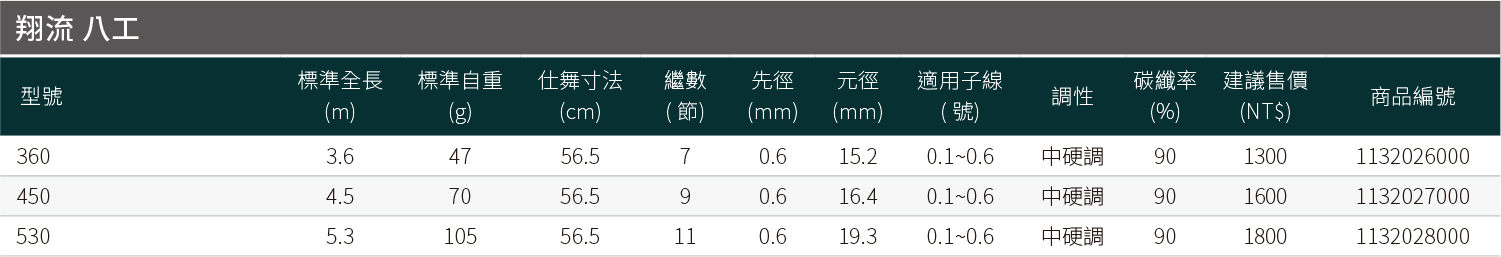 翔流 八工
型號 標準全長 (m) 標準自重 (g) 仕舞寸法 (cm) 繼數 ( 節) 先徑 (mm) 元徑 (mm) 適用子線 ( 號) 調性 碳纖率 (%) 建議售價 (NT$) 商品編號
360 3.6 47 56.5 7 0.6 15.2 0.1~0.6 中硬調 90 1300 1132026000
450 4.5 70 56.5 9 0.6 16.4 0.1~0.6 中硬調 90 1600 1132027000
530 5.3 105 56.5 11 0.6 19.3 0.1~0.6 中硬調 90 1800 1132028000